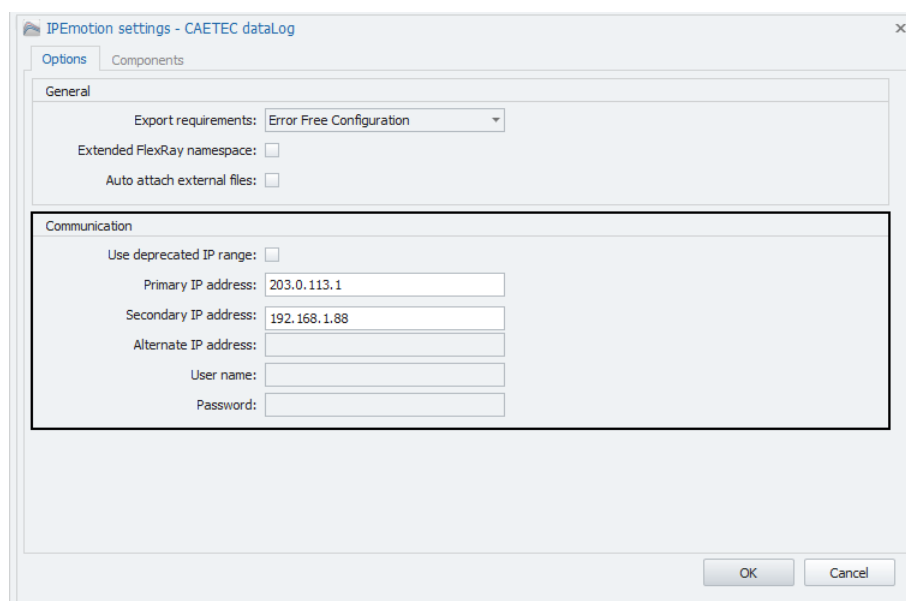 IPEmotion settings - CAETEC dataLog
Options Components
General
Export requirements: Error Free Configuration
Extended FlexRay namespace:
Auto attach external files:
Communication
Use deprecated IP range:
Primary IP address: 203.0.113.1
Secondary IP address: 192.168.1.88
Alternate IP address:
User name:
Password:
OK Cancel